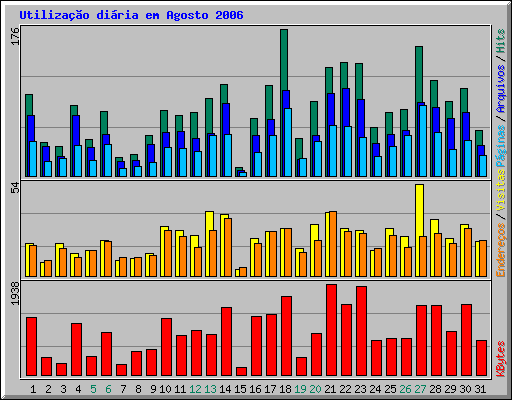 Utilização diária em Agosto 2006
176
54
1938
Hits / Arquivos / Páginas
Visitas / Endereços
KBytes
1 2 3 4 5 6 7 8 9 10 11 12 13 14 15 16 17 18 19 20 21 22 23 24 25 26 27 28 29 30 31